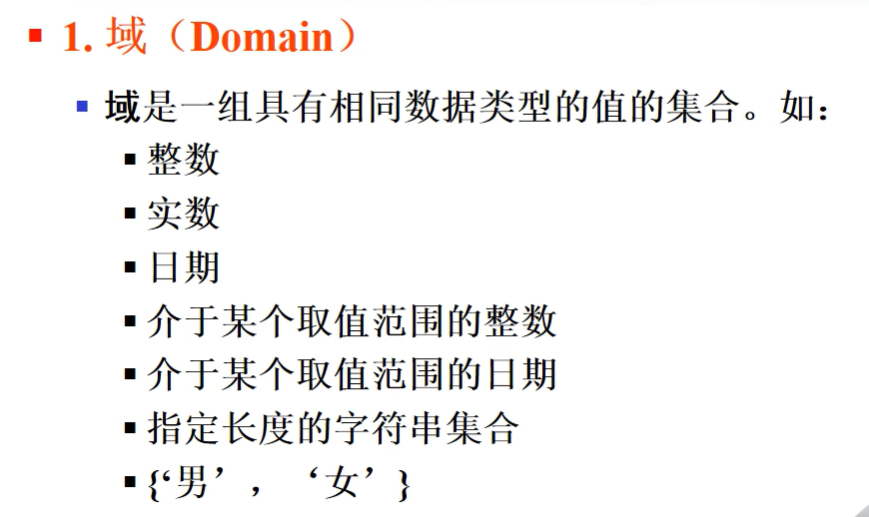 1. 域（Domain）
域是一组具有相同数据类型的值的集合。如：
整数
实数
日期
介于某个取值范围的整数
介于某个取值范围的日期
指定长度的字符串集合
{‘男’，‘女’}